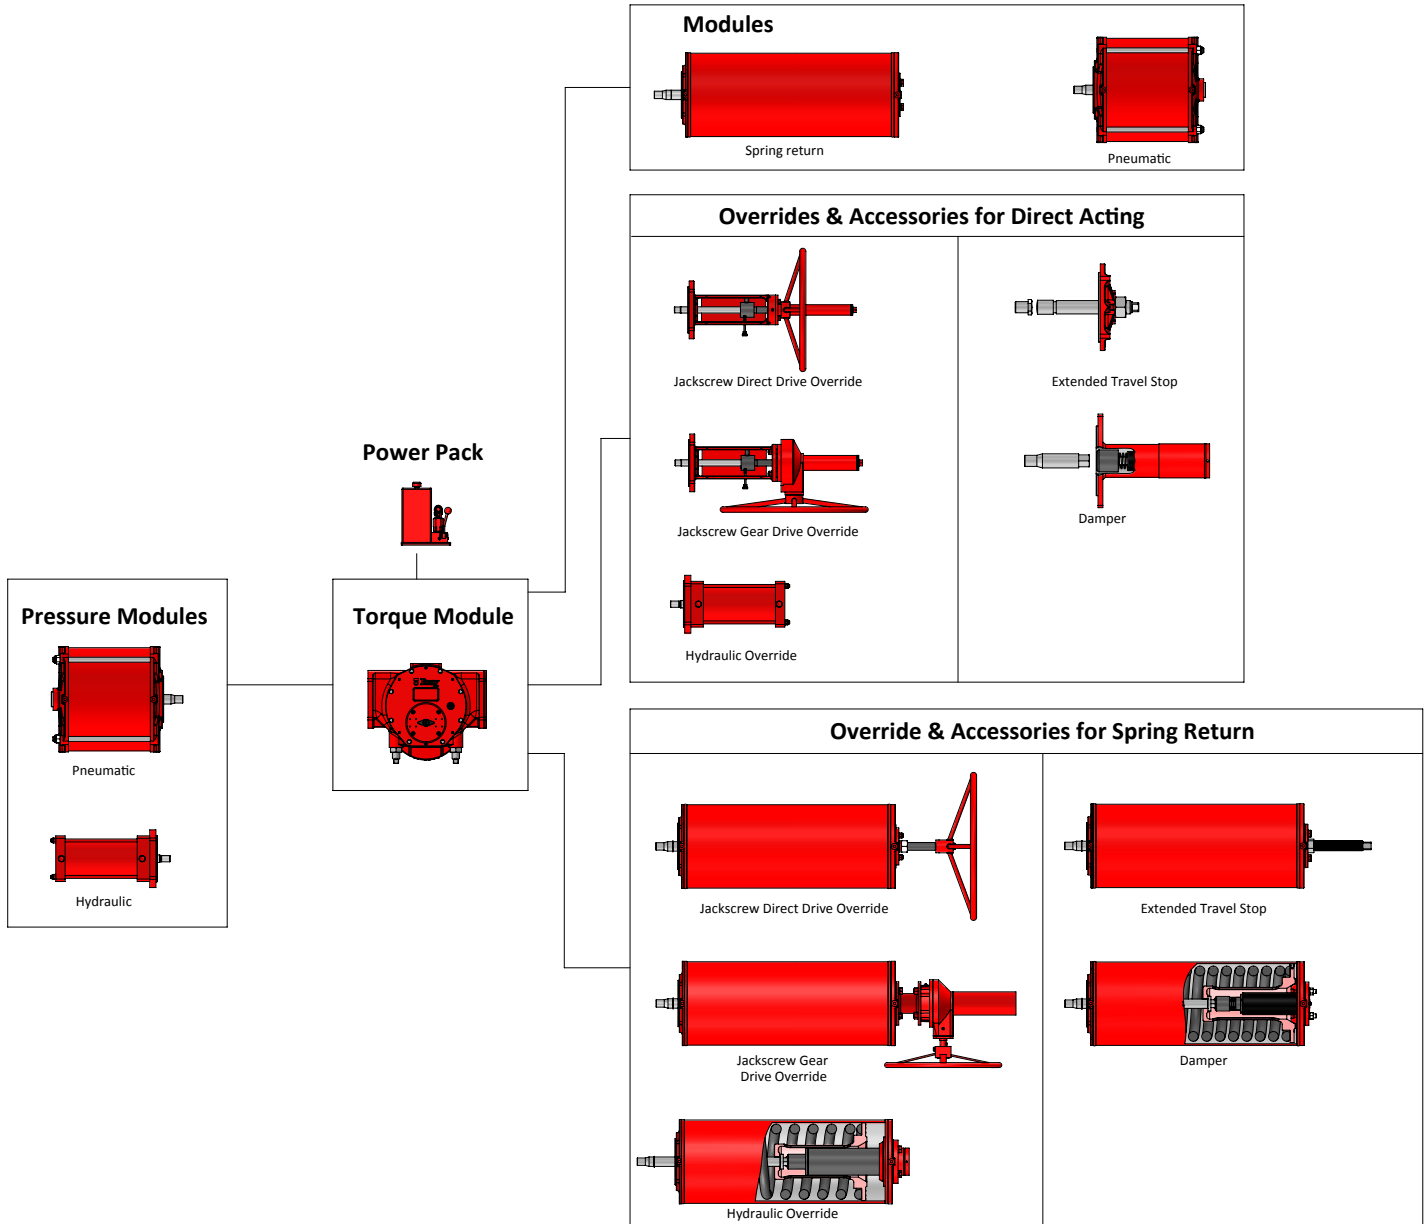 Modules
Spring return
Pneumatic
Overrides & Accessories for Direct Acting
Jackscrew Direct Drive Override
Extended Travel Stop
Jackscrew Gear Drive Override
Damper
Hydraulic Override
Power Pack
Pressure Modules
Pneumatic
Hydraulic
Torque Module
Override & Accessories for Spring Return
Jackscrew Direct Drive Override
Extended Travel Stop
Jackscrew Gear
Drive Override
Damper
Hydraulic Override